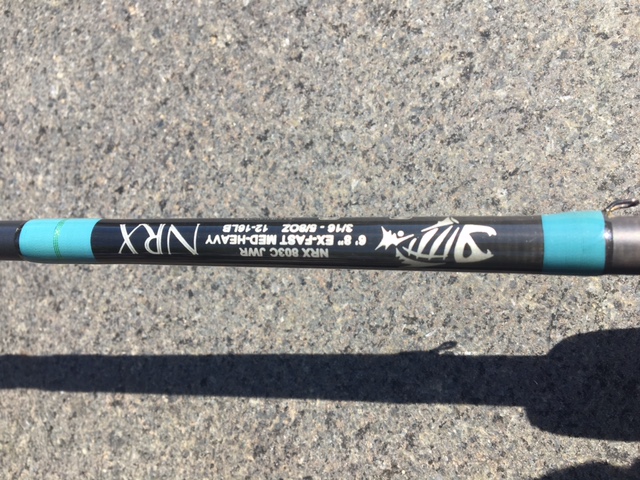 NRX
NRX 803C JWR
6' 8" EX-FAST MED-HEAVY
3/16 - 5/8OZ 12-16LB